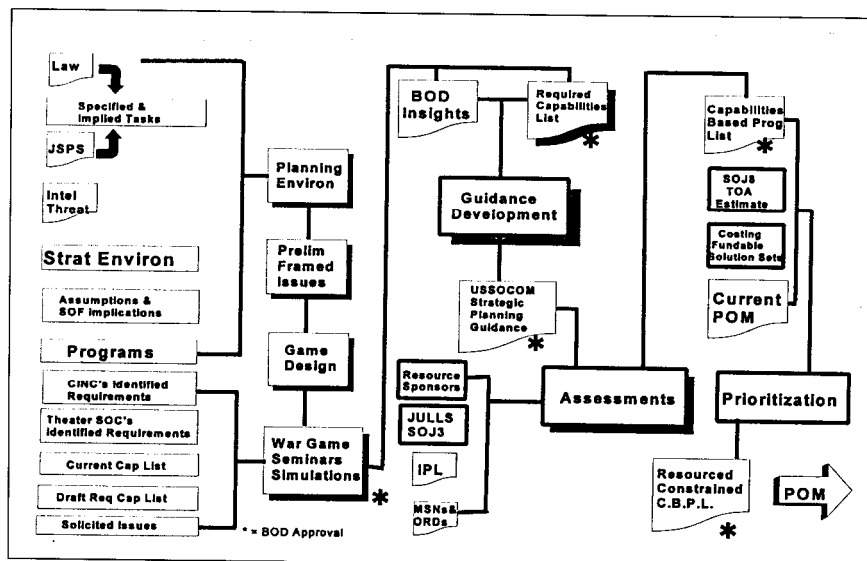 Law
Specified &
Implied Tasks
JSPS
Intel
Threat
Strat Environ
Assumptions &
SOF Implications
Programs
CINC's Identified
Requirements
Theater SOC's
Identified Requirements
Current Cap List
Draft Req Cap List
Solicited Issues
Planning
Environ
Prelim
Framed
Issues
Game
Design
War Game
Seminars
Simulations
*
* = BOD Approval
BOD
Insights
Required
Capabilities
List
*
Guidance
Development
USSOCOM
Strategic
Planning
Guidance
*
Resource
Sponsors
JULLS
SOJ3
IPL
MSNs &
ORDs
Assessments
Capabilities
Based Prog
List
*
SOJ8
TOA
Estimate
Costing
Fundable
Solution Sets
Current
POM
Prioritization
Resourced
Constrained
C.B.P.L.
*
POM